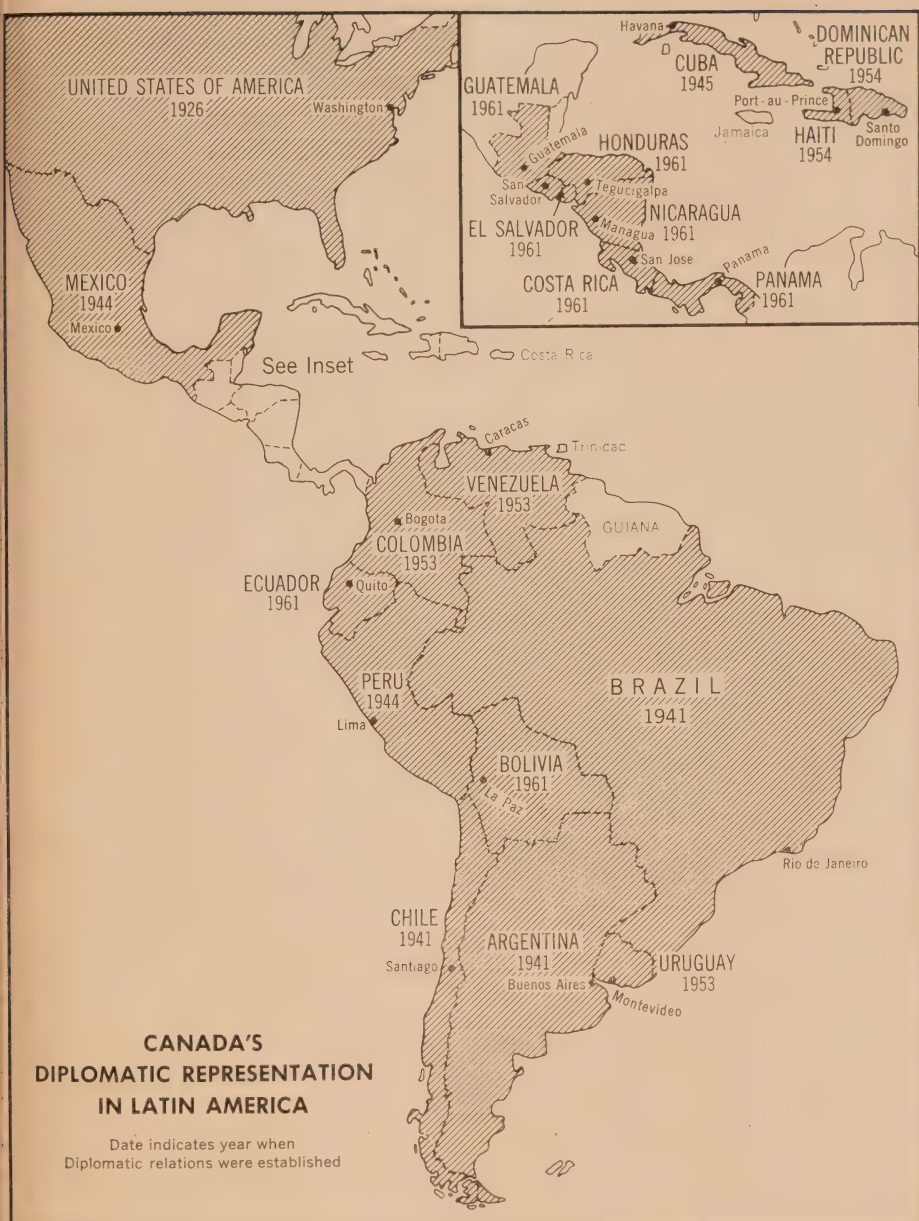 UNITED STATES OF AMERICA
1926
Washington
MEXICO
1944
Mexico
See Inset
Costa Rica
GUATEMALA
1961
Guatemala
Havana
CUBA
1945
DOMINICAN
REPUBLIC
1954
Port-au-Prince
Jamaica
HAITI
1954
Santo
Domingo
HONDURAS
1961
San
Salvador
Tegucigalpa
EL SALVADOR
1961
NICARAGUA
1961
Managua
San Jose
COSTA RICA
1961
Panama
PANAMA
1961
Caracas
Trinidad
VENEZUELA
1953
GUIANA
Bogota
COLOMBIA
1953
ECUADOR
1961
Quito
PERU
1944
Lima
BRAZIL
1941
BOLIVIA
1961
La Paz
Rio de Janeiro
CHILE
1941
Santiago
ARGENTINA
1941
Buenos Aires
URUGUAY
1953
Montevideo
CANADA'S
DIPLOMATIC REPRESENTATION
IN LATIN AMERICA
Date indicates year when
Diplomatic relations were established